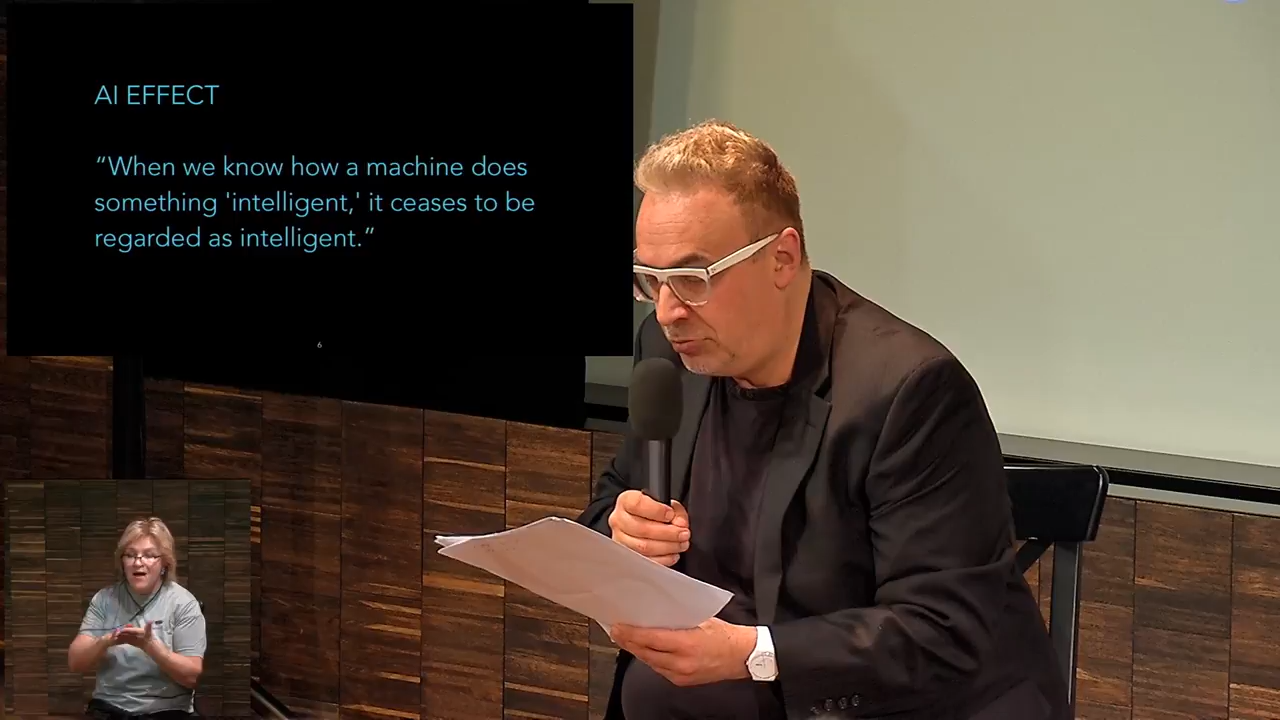 AI EFFECT
“When we know how a machine does
something 'intelligent,' it ceases to be
regarded as intelligent.”
6